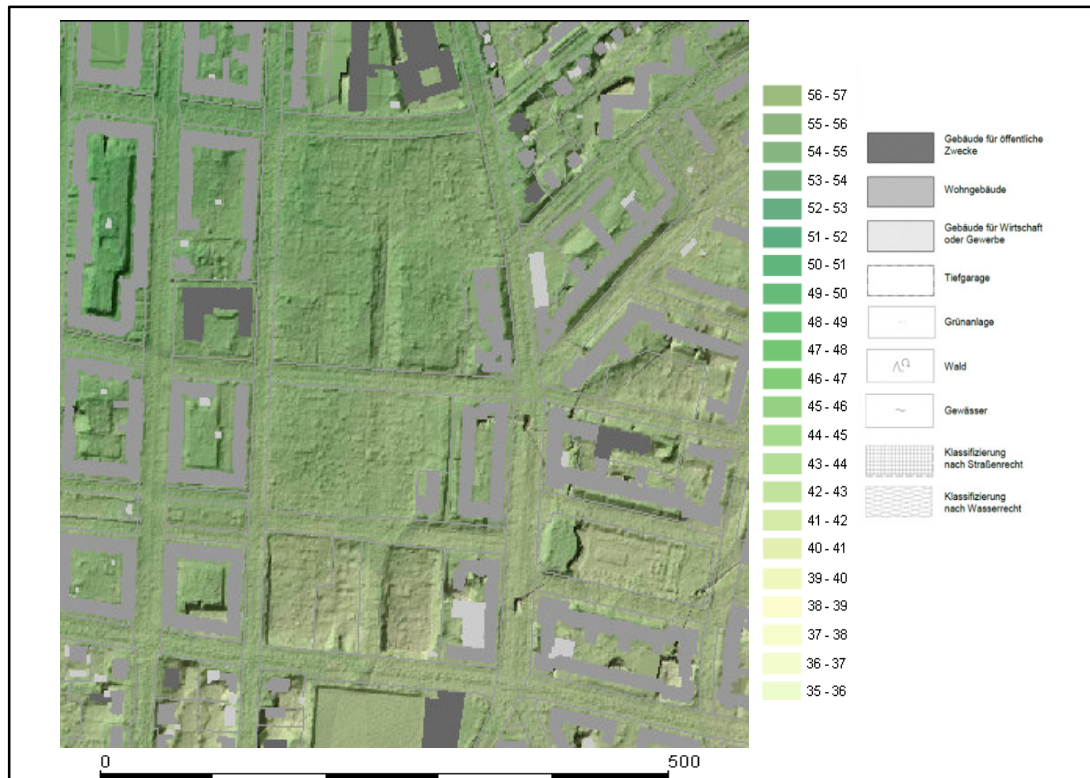 56 - 57
55 - 56
54 - 55
53 - 54
52 - 53
51 - 52
50 - 51
49 - 50
48 - 49
47 - 48
46 - 47
45 - 46
44 - 45
43 - 44
42 - 43
41 - 42
40 - 41
39 - 40
38 - 39
37 - 38
36 - 37
35 - 36
Gebäude für öffentliche
Zwecke
Wohngebäude
Gebäude für Wirtschaft
oder Gewerbe
Tiefgarage
Grünanlage
Wald
Gewässer
Klassifizierung
nach Straßenrecht
Klassifizierung
nach Wasserrecht
0
500